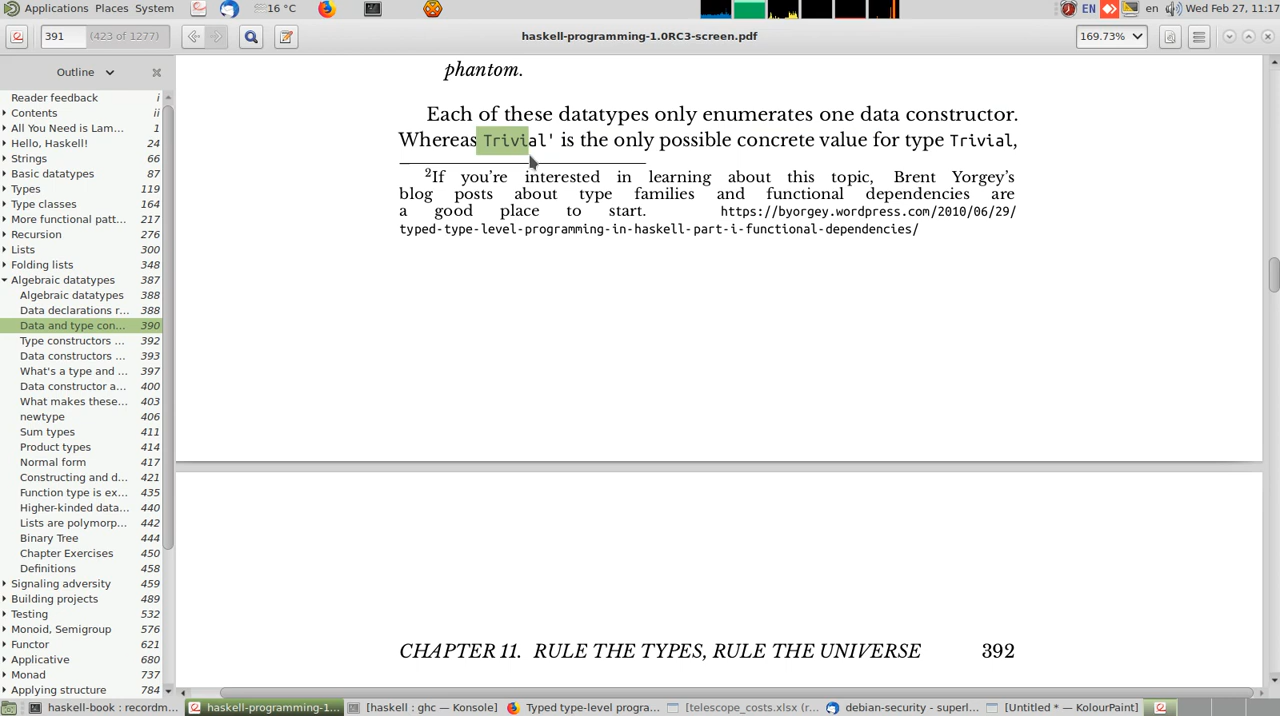 Applications Places System 16 °C EN en Wed Feb 27, 11:17
391 (423 of 1277) haskell-programming-1.0RC3-screen.pdf 169.73%
Outline
Reader feedback i
Contents ii
All You Need is Lam... 1
Hello, Haskell! 24
Strings 66
Basic datatypes 87
Types 119
Type classes 164
More functional patt... 217
Recursion 276
Lists 300
Folding lists 348
Algebraic datatypes 387
Algebraic datatypes 388
Data declarations r... 388
Data and type con... 390
Type constructors ... 392
Data constructors ... 393
What's a type and ... 397
Data constructor a... 400
What makes these... 403
newtype 406
Sum types 411
Product types 414
Normal form 417
Constructing and d... 421
Function type is ex... 435
Higher-kinded data... 440
Lists are polymorp... 442
Binary Tree 444
Chapter Exercises 450
Definitions 458
Signaling adversity 459
Building projects 489
Testing 532
Monoid, Semigroup 576
Functor 621
Applicative 680
Monad 737
Applying structure 784
phantom.
Each of these datatypes only enumerates one data constructor.
Whereas Trivial' is the only possible concrete value for type Trivial,
2If you’re interested in learning about this topic, Brent Yorgey’s
blog posts about type families and functional dependencies are
a good place to start. https://byorgey.wordpress.com/2010/06/29/
typed-type-level-programming-in-haskell-part-i-functional-dependencies/
CHAPTER 11. RULE THE TYPES, RULE THE UNIVERSE 392
haskell-book : recordm... haskell-programming-1... [haskell : ghc — Konsole] Typed type-level progra... [telescope_costs.xlsx (r... debian-security - superl... [Untitled * — KolourPaint]